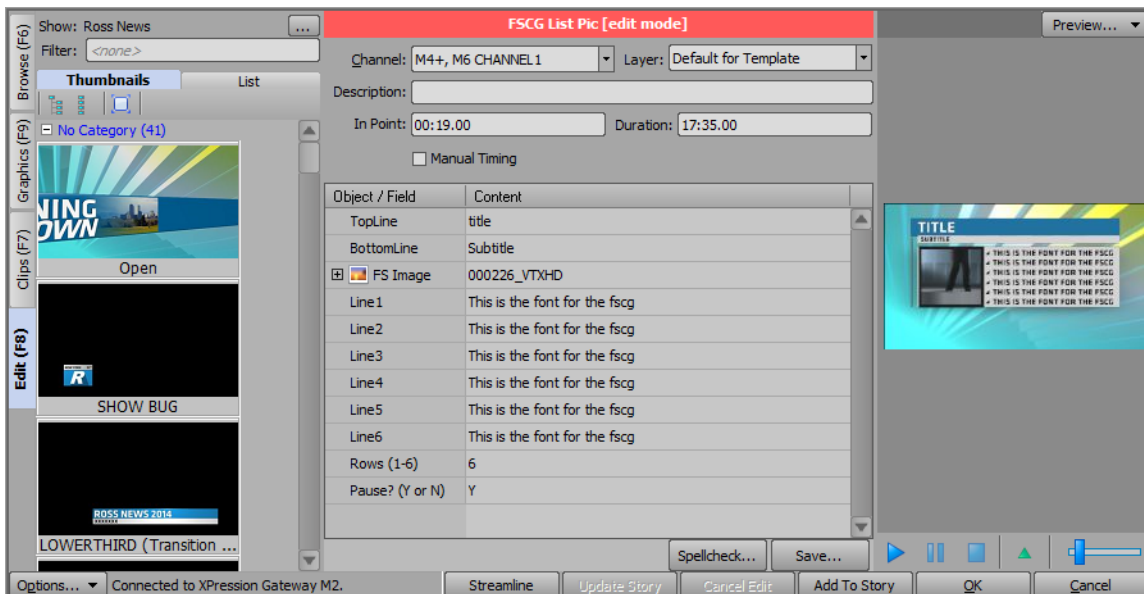 Show: Ross News
...
Filter: <none>
Thumbnails List
No Category (41)
NING
OWN
Open
R
SHOW BUG
ROSS NEWS 2014
LOWERTHIRD (Transition ...
Browse (F6)
Graphics (F9)
Clips (F7)
Edit (F8)
FSCG List Pic [edit mode]
Channel: M4+, M6 CHANNEL1 Layer: Default for Template
Description:
In Point: 00:19.00 Duration: 17:35.00
Manual Timing
Object / Field Content
TopLine title
BottomLine Subtitle
FS Image 000226_VTXHD
Line1 This is the font for the fscg
Line2 This is the font for the fscg
Line3 This is the font for the fscg
Line4 This is the font for the fscg
Line5 This is the font for the fscg
Line6 This is the font for the fscg
Rows (1-6) 6
Pause? (Y or N) Y
Spellcheck... Save...
Preview...
TITLE
SUBTITLE
THIS IS THE FONT FOR THE FSCG
THIS IS THE FONT FOR THE FSCG
THIS IS THE FONT FOR THE FSCG
THIS IS THE FONT FOR THE FSCG
THIS IS THE FONT FOR THE FSCG
THIS IS THE FONT FOR THE FSCG
Options... Connected to XPression Gateway M2.
Streamline Update Story Cancel Edit Add To Story OK Cancel